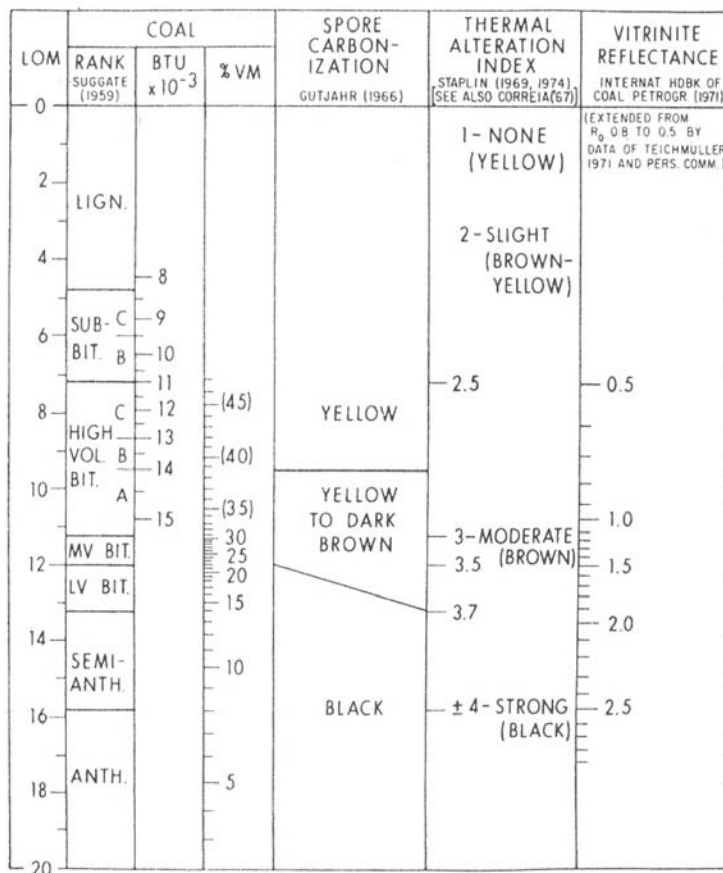 LOM
COAL
RANK
SUGGATE
(1959)
BTU
x 10⁻³
% VM
SPORE
CARBON-
IZATION
GUTJAHR (1966)
THERMAL
ALTERATION
INDEX
STAPLIN (1969, 1974)
[SEE ALSO CORREIA('67)]
VITRINITE
REFLECTANCE
INTERNAT. HDBK OF
COAL PETROGR. (1971)
(EXTENDED FROM
R₀ 0.8 TO 0.5 BY
DATA OF TEICHMULLER,
1971 AND PERS. COMM.)
0
2
4
6
8
10
12
14
16
18
20
LIGN.
SUB-
BIT.
C
B
HIGH
VOL.
BIT.
C
B
A
MV BIT.
LV BIT.
SEMI-
ANTH.
ANTH.
8
9
10
11
12
13
14
15
(45)
(40)
(35)
30
25
20
15
10
5
YELLOW
YELLOW
TO DARK
BROWN
BLACK
1-NONE
(YELLOW)
2-SLIGHT
(BROWN-
YELLOW)
2.5
3-MODERATE
(BROWN)
3.5
3.7
± 4-STRONG
(BLACK)
0.5
1.0
1.5
2.0
2.5